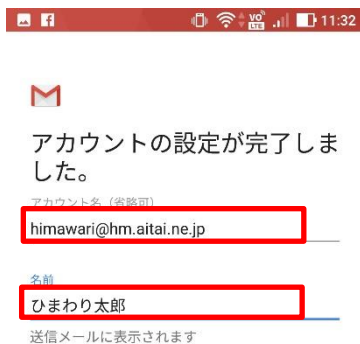 VO LTE 11:32
アカウントの設定が完了しま
した。
アカウント名（省略可）
himawari@hm.aitai.ne.jp
名前
ひまわり太郎
送信メールに表示されます